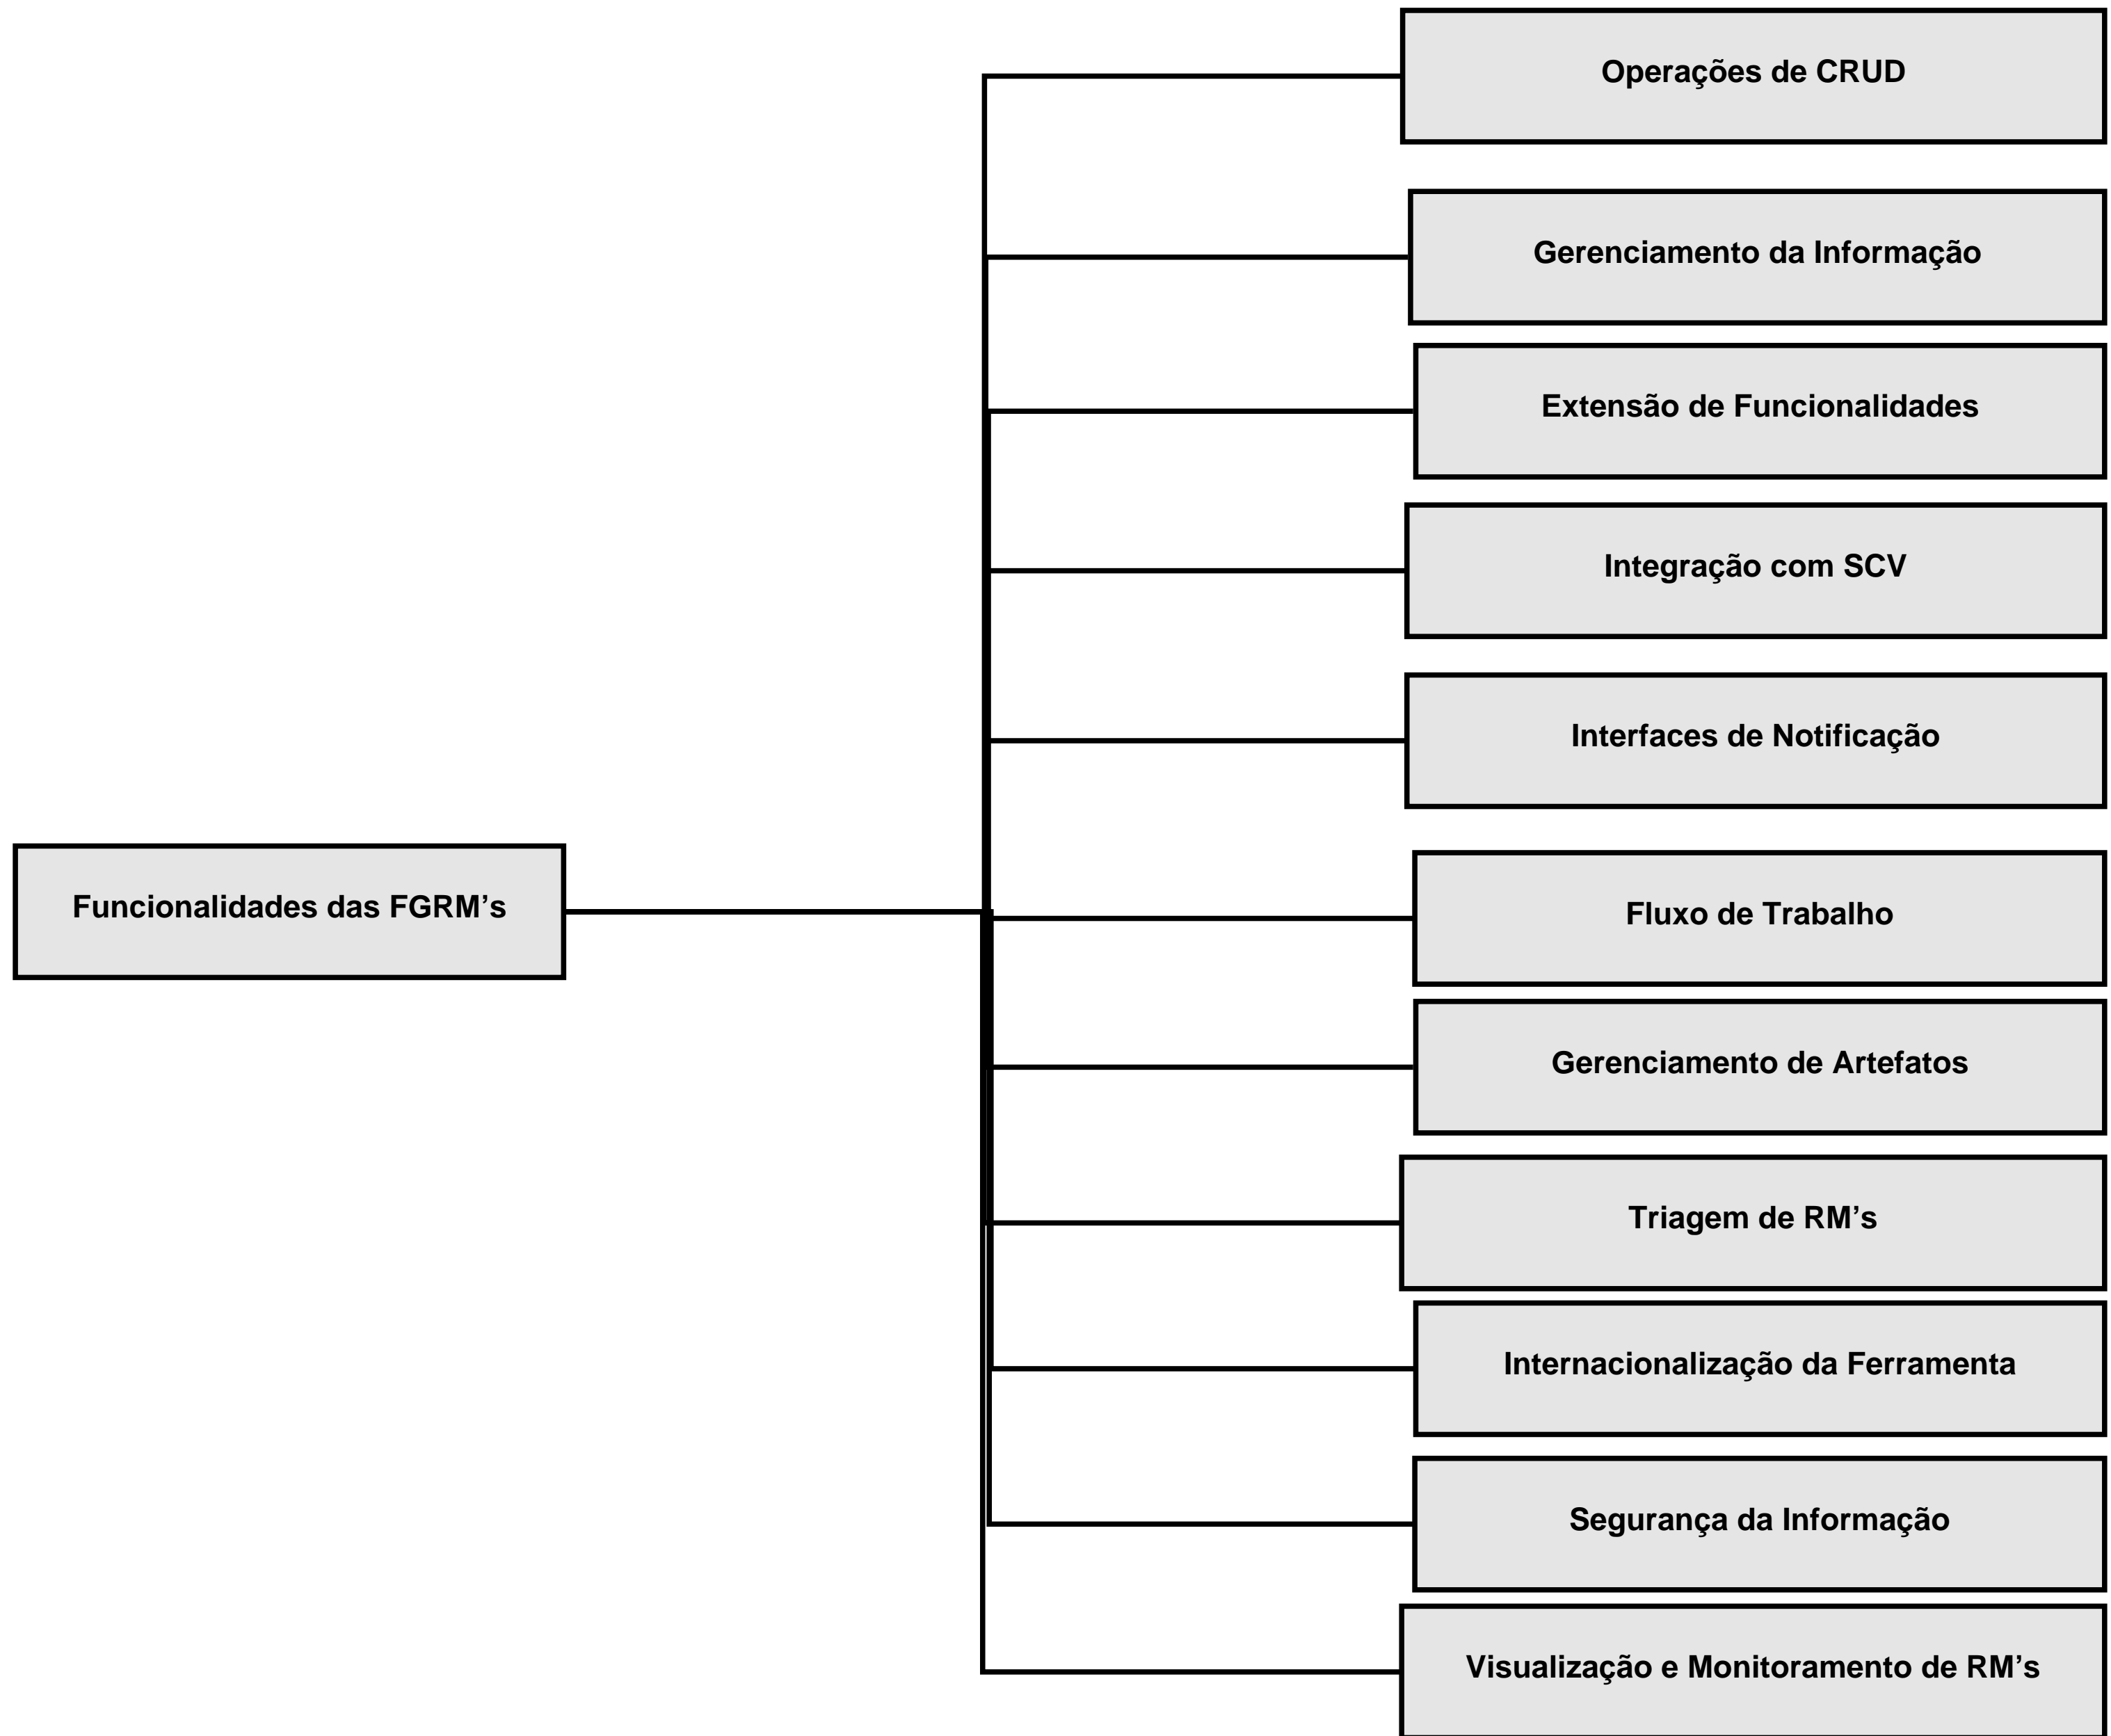 Operações de CRUD
Gerenciamento da Informação
Extensão de Funcionalidades
Integração com SCV
Interfaces de Notificação
Funcionalidades das FGRM’s
Fluxo de Trabalho
Gerenciamento de Artefatos
Triagem de RM’s
Internacionalização da Ferramenta
Segurança da Informação
Visualização e Monitoramento de RM’s